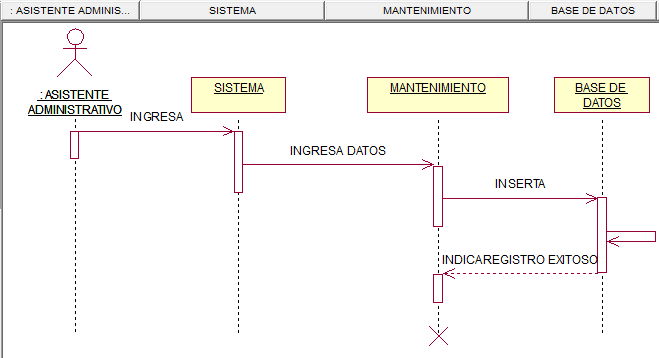 : ASISTENTE ADMINIS...
SISTEMA
MANTENIMIENTO
BASE DE DATOS
: ASISTENTE
ADMINISTRATIVO
SISTEMA
MANTENIMIENTO
BASE DE
DATOS
INGRESA
INGRESA DATOS
INSERTA
INDICAREGISTRO EXITOSO